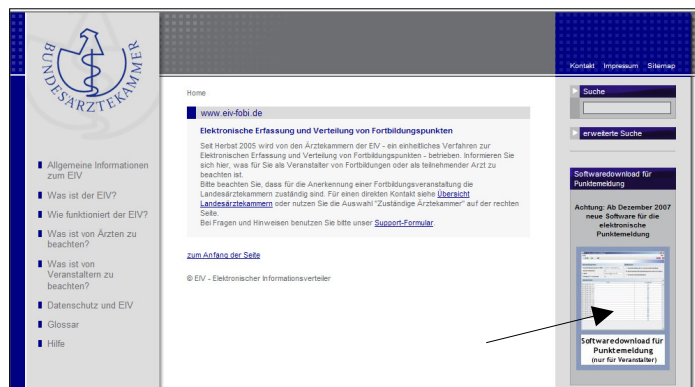 BUNDESÄRZTEKAMMER
Kontakt Impressum Sitemap
Home
www.eiv-fobi.de
Elektronische Erfassung und Verteilung von Fortbildungspunkten
Seit Herbst 2005 wird von den Ärztekammern der EIV - ein einheitliches Verfahren zur
Elektronischen Erfassung und Verteilung von Fortbildungspunkten - betrieben. Informieren Sie
sich hier, was für Sie als Veranstalter von Fortbildungen oder als teilnehmender Arzt zu
beachten ist.
Bitte beachten Sie, dass für die Anerkennung einer Fortbildungsveranstaltung die
Landesärztekammern zuständig sind. Für einen direkten Kontakt siehe Übersicht
Landesärztekammern oder nutzen Sie die Auswahl "Zuständige Ärztekammer" auf der rechten
Seite.
Bei Fragen und Hinweisen benutzen Sie bitte unser Support-Formular.
zum Anfang der Seite
© EIV - Elektronischer Informationsverteiler
Allgemeine Informationen
zum EIV
Was ist der EIV?
Wie funktioniert der EIV?
Was ist von Ärzten zu
beachten?
Was ist von
Veranstaltern zu
beachten?
Datenschutz und EIV
Glossar
Hilfe
Suche
erweiterte Suche
Softwaredownload für
Punktemeldung
Achtung: Ab Dezember 2007
neue Software für die
elektronische
Punktemeldung
Softwaredownload für
Punktemeldung
(nur für Veranstalter)